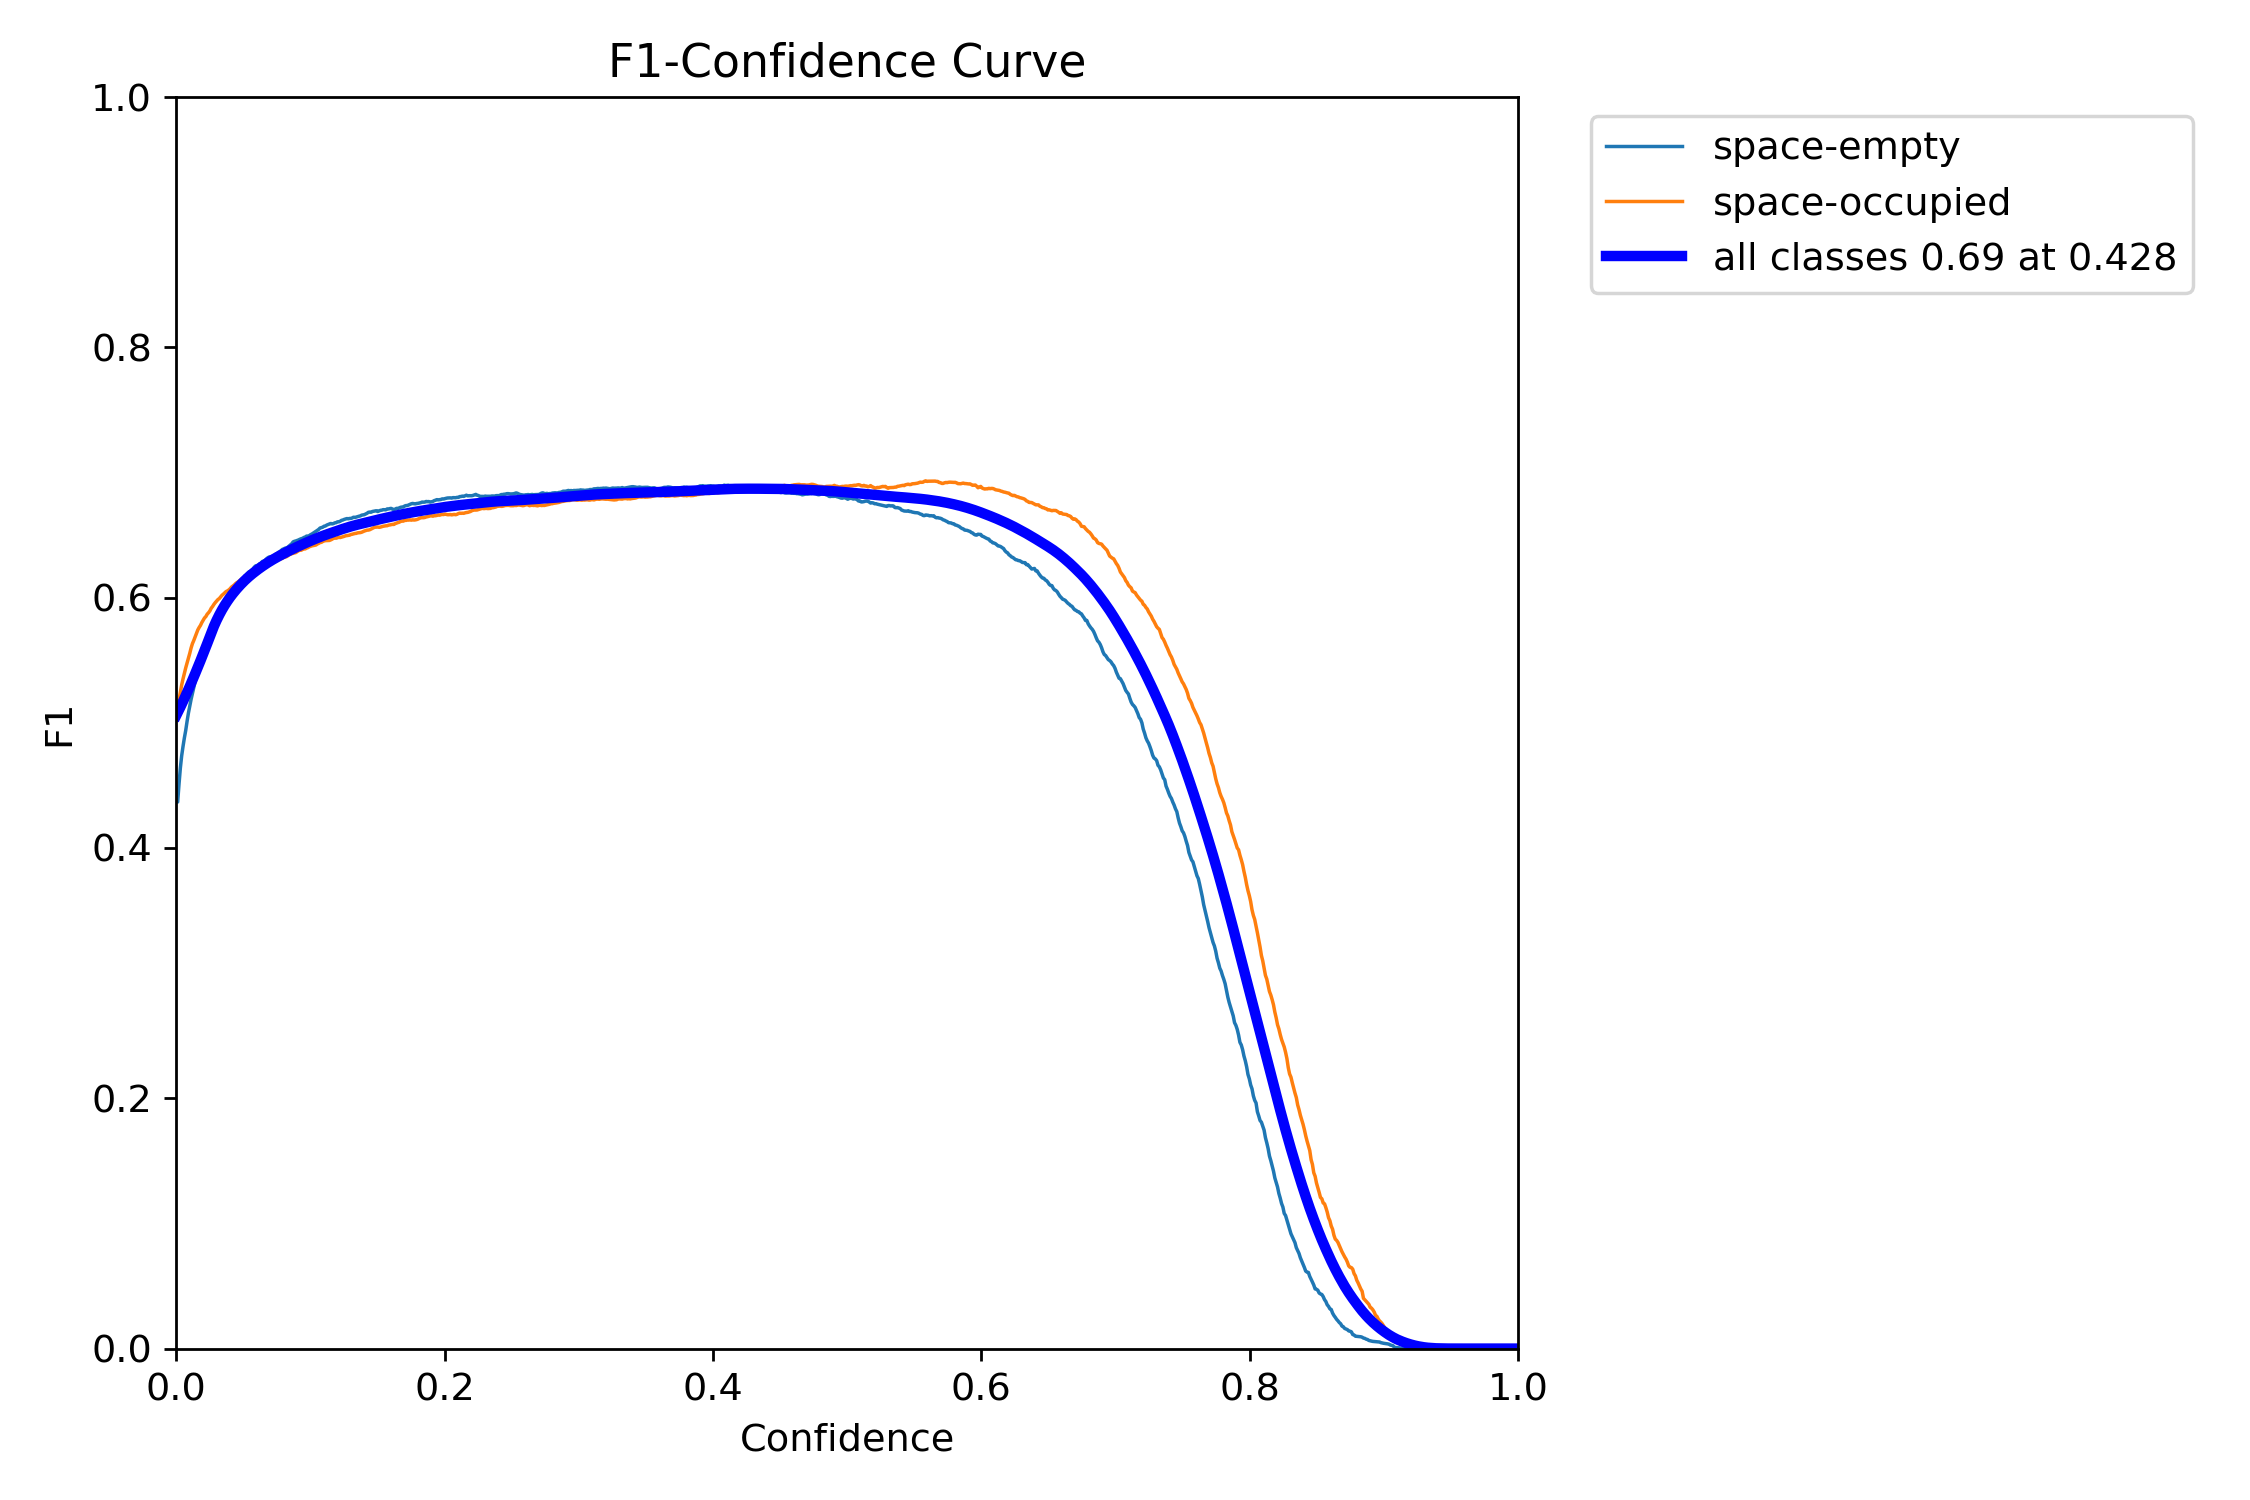 F1-Confidence Curve
1.0
0.8
0.6
0.4
0.2
0.0
F1
0.0 0.2 0.4 0.6 0.8 1.0
Confidence
space-empty
space-occupied
all classes 0.69 at 0.428